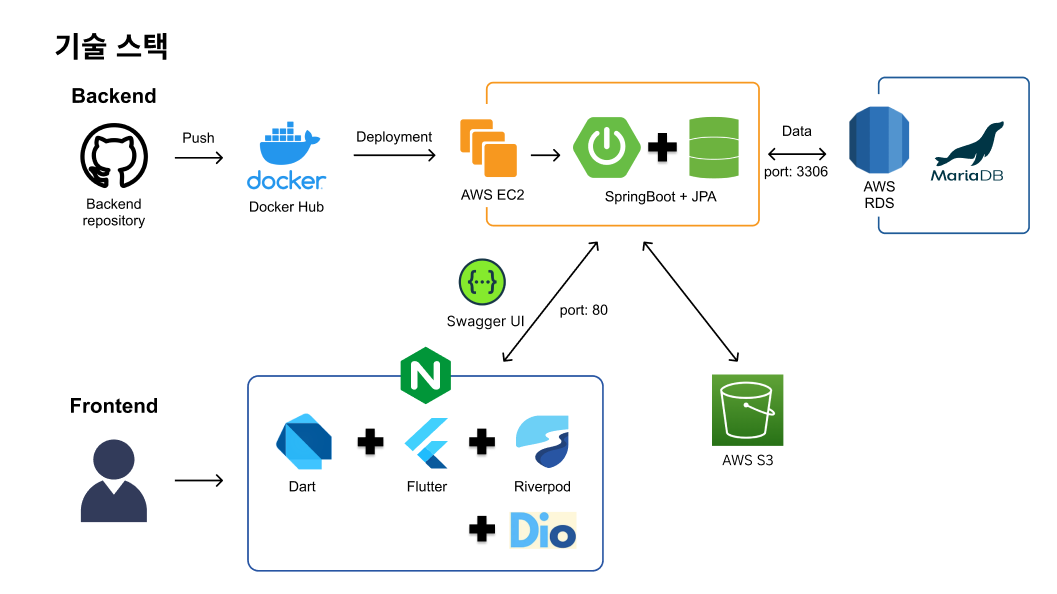 기술 스택
Backend
Backend
repository
Push
docker
Docker Hub
Deployment
AWS EC2
SpringBoot + JPA
Data
port: 3306
AWS
RDS
MariaDB
{...}
Swagger UI
port: 80
Frontend
N
Dart
Flutter
Riverpod
Dio
AWS S3